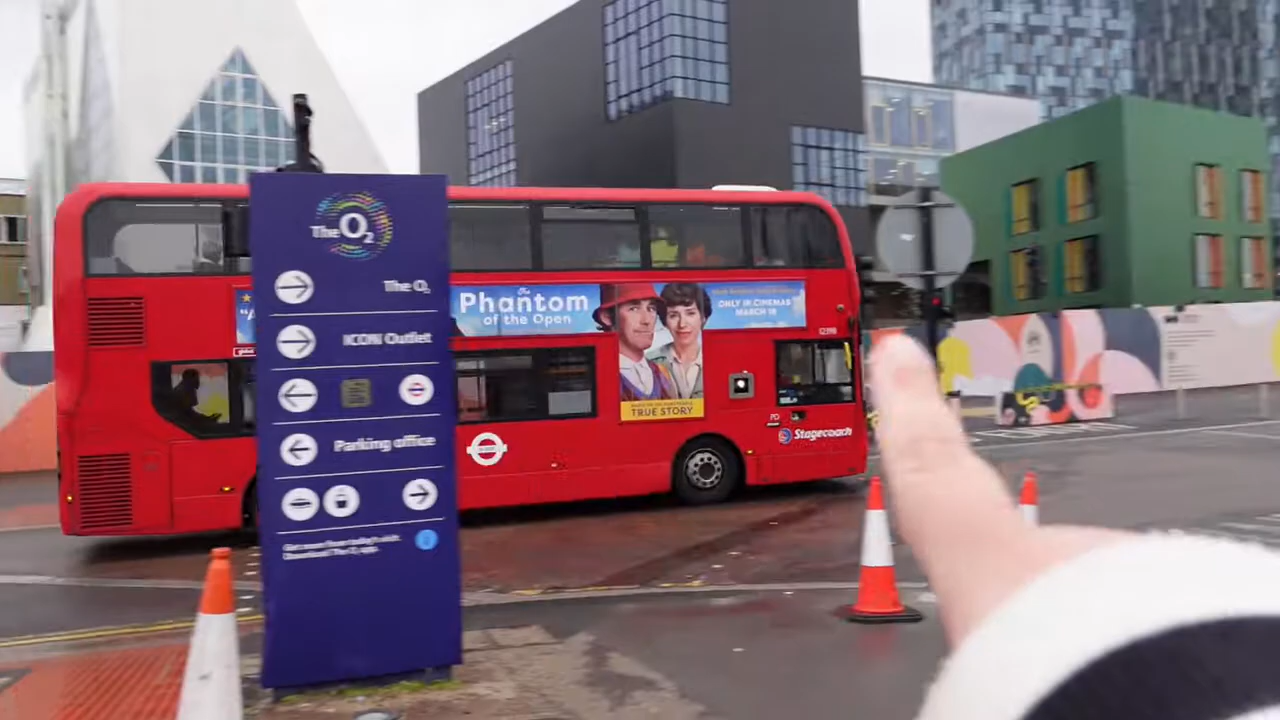 The O2
The O2
ICON Outlet
Parking office
The Phantom
of the Open
ONLY IN CINEMAS
MARCH 18
TRUE STORY
Stagecoach